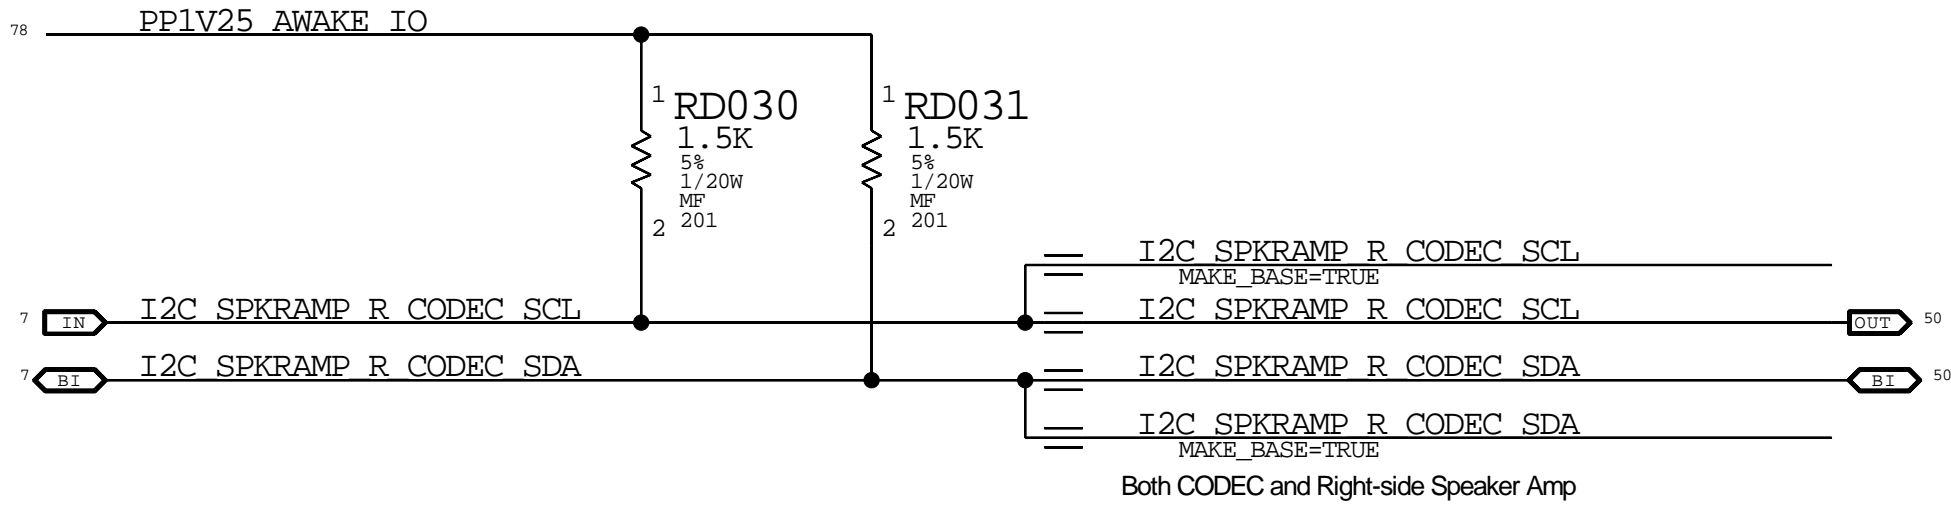 78 PP1V25_AWAKE_IO
1 RD030
1.5K
5%
1/20W
MF
2 201
1 RD031
1.5K
5%
1/20W
MF
2 201
I2C_SPKRAMP_R_CODEC_SCL
MAKE_BASE=TRUE
7 IN I2C_SPKRAMP_R_CODEC_SCL
I2C_SPKRAMP_R_CODEC_SCL OUT 50
7 BI I2C_SPKRAMP_R_CODEC_SDA
I2C_SPKRAMP_R_CODEC_SDA BI 50
I2C_SPKRAMP_R_CODEC_SDA
MAKE_BASE=TRUE
Both CODEC and Right-side Speaker Amp